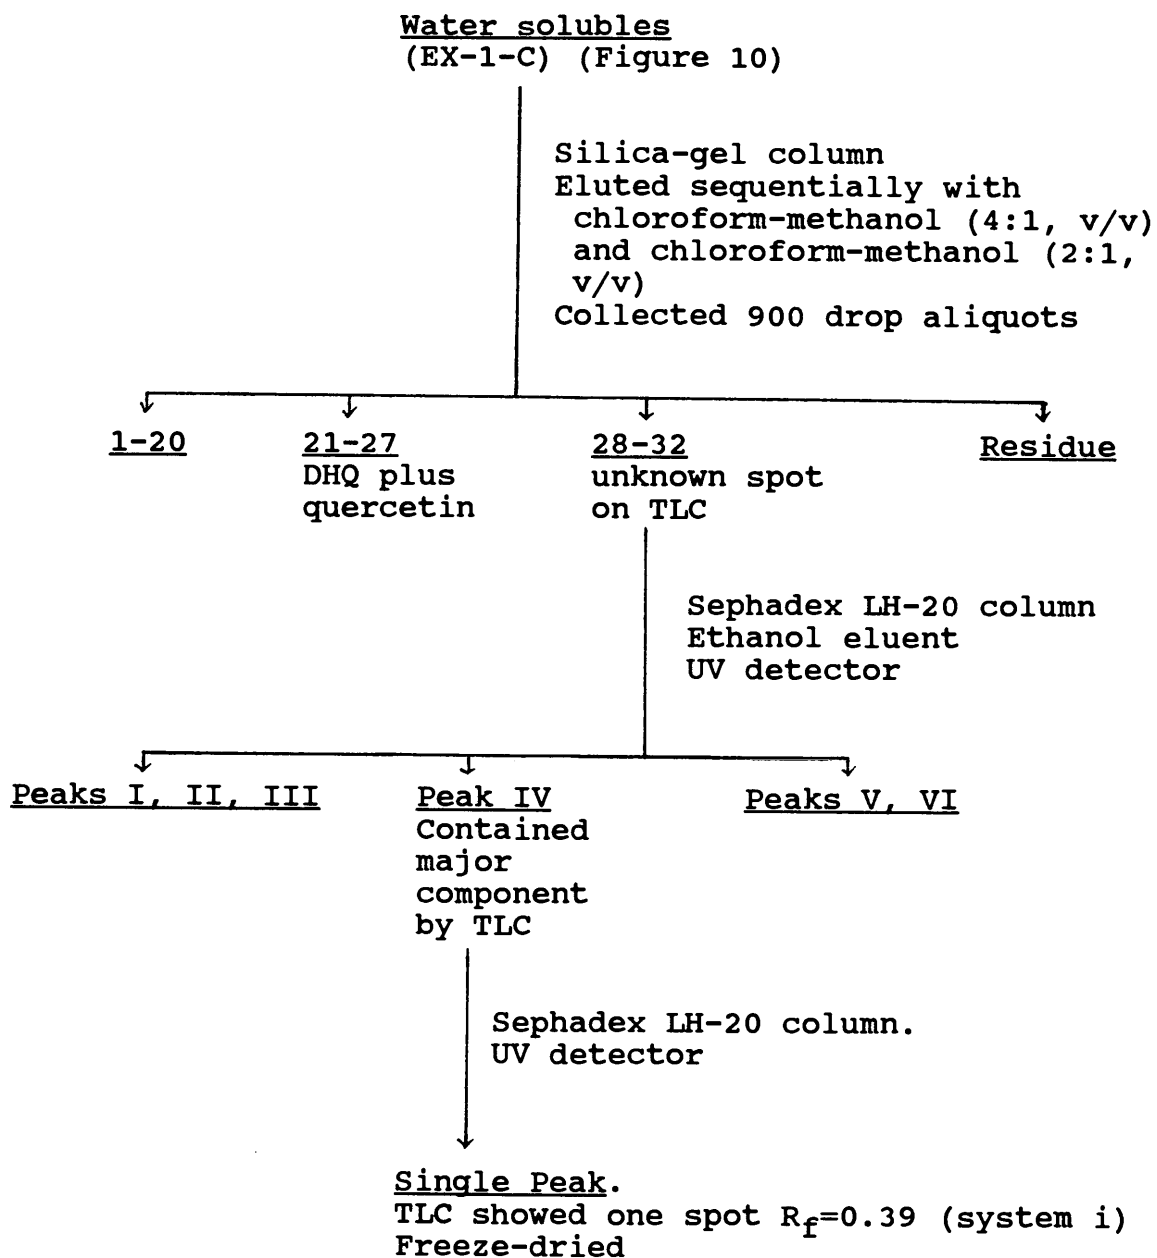 Water solubles
(EX-1-C) (Figure 10)
Silica-gel column
Eluted sequentially with
chloroform-methanol (4:1, v/v)
and chloroform-methanol (2:1,
v/v)
Collected 900 drop aliquots
1-20
21-27
DHQ plus
quercetin
28-32
unknown spot
on TLC
Residue
Sephadex LH-20 column
Ethanol eluent
UV detector
Peaks I, II, III
Peak IV
Contained
major
component
by TLC
Peaks V, VI
Sephadex LH-20 column.
UV detector
Single Peak.
TLC showed one spot Rf=0.39 (system i)
Freeze-dried